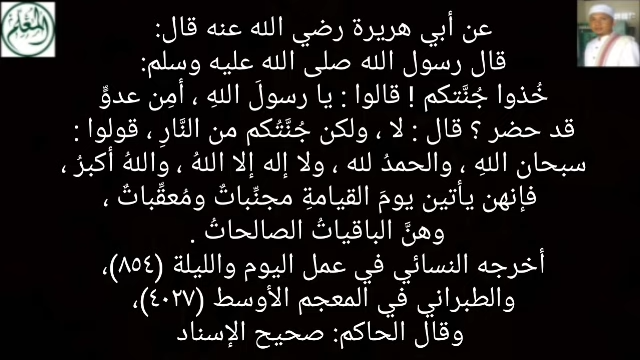 المعلم
عن أبي هريرة رضي الله عنه قال:
قال رسول الله صلى الله عليه وسلم:
خُذوا جُنَّتكم ! قالوا : يا رسولَ اللهِ ، أمِن عدوٍّ
قد حضر ؟ قال : لا ، ولكن جُنَّتُكم من النَّارِ ، قولوا :
سبحان اللهِ ، والحمدُ لله ، ولا إله إلا اللهُ ، واللهُ أكبرُ ،
فإنهن يأتين يومَ القيامةِ مجنِّباتٌ ومُعقِّباتٌ ،
وهنَّ الباقياتُ الصالحاتُ .
أخرجه النسائي في عمل اليوم والليلة (٨٥٤)،
والطبراني في المعجم الأوسط (٤٠٢٧)،
وقال الحاكم: صحيح الإسناد